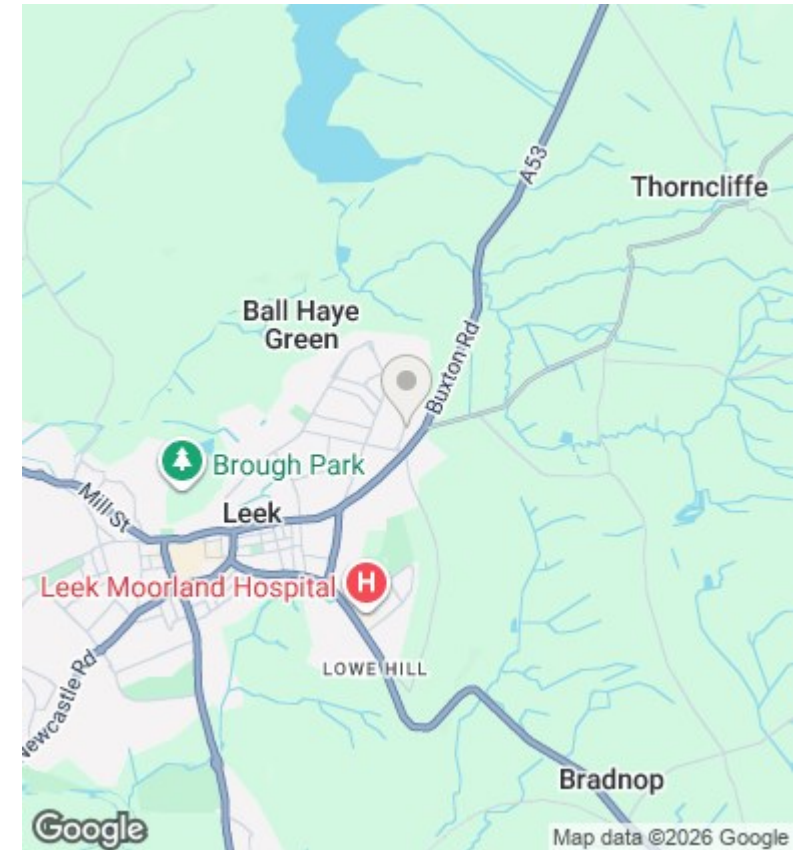 A53
Thorncliffe
Ball Haye
Green
Buxton Rd
Brough Park
Mill St
Leek
Leek Moorland Hospital
H
LOWE HILL
Newcastle Rd
Bradnop
Google
Map data ©2026 Google